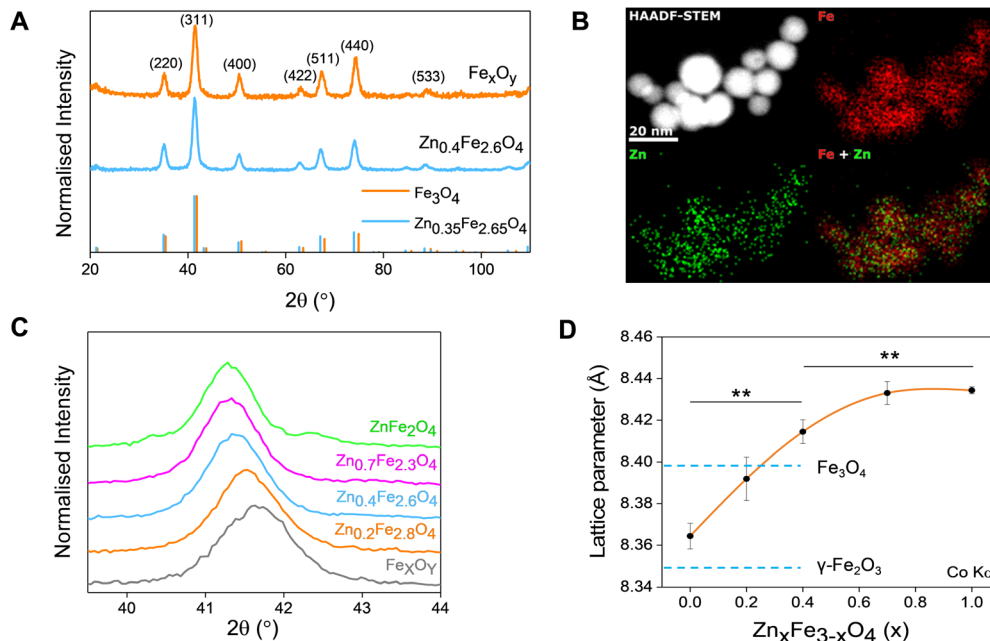 A
(311)
(220)
(400)
(422)
(511)
(440)
(533)
FeₓOᵧ
Zn₀.₄Fe₂.₆O₄
Fe₃O₄
Zn₀.₃₅Fe₂.₆₅O₄
Normalised Intensity
20 40 60 80 100
2θ (°)
B
HAADF-STEM
Fe
20 nm
Zn
Fe + Zn
C
Normalised Intensity
ZnFe₂O₄
Zn₀.₇Fe₂.₃O₄
Zn₀.₄Fe₂.₆O₄
Zn₀.₂Fe₂.₈O₄
FeXOY
40 41 42 43 44
2θ (°)
D
Lattice parameter (Å)
8.46
8.44
8.42
8.40
8.38
8.36
8.34
**
**
Fe₃O₄
γ-Fe₂O₃
Co Kα
0.0 0.2 0.4 0.6 0.8 1.0
ZnₓFe₃₋ₓO₄ (x)